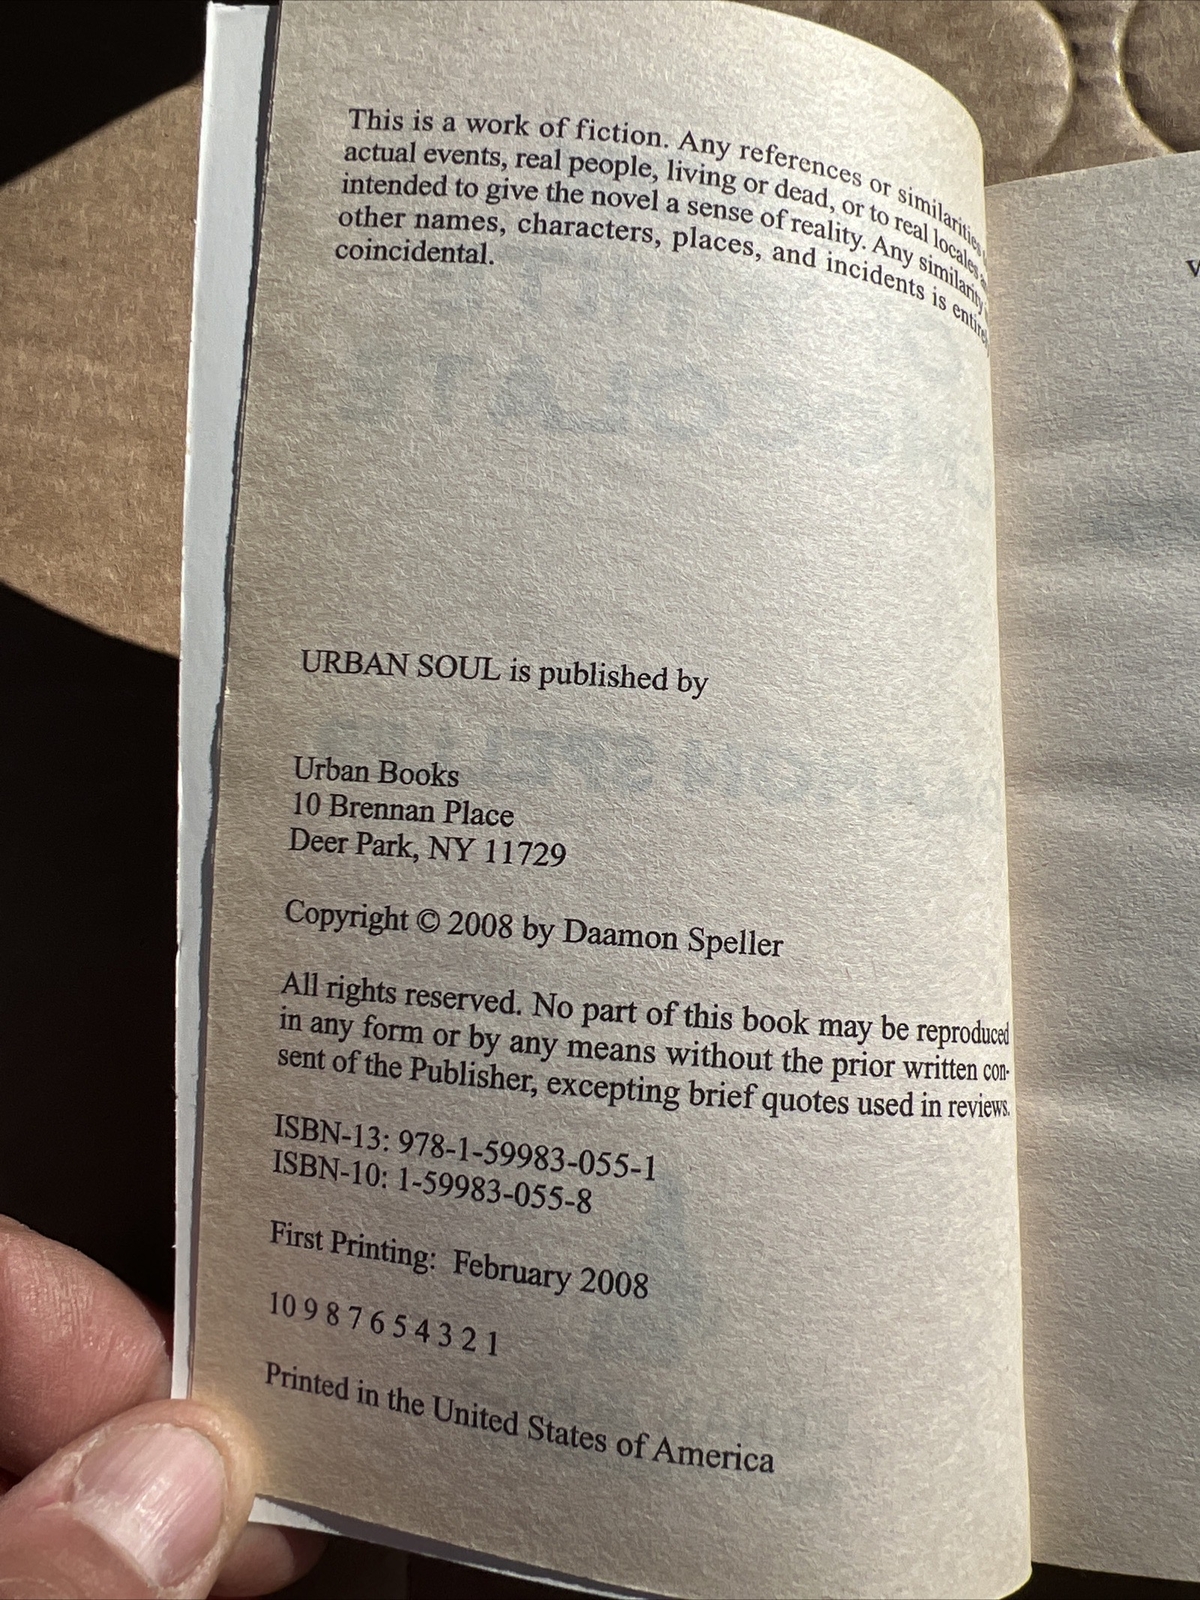 This is a work of fiction. Any references or similarities
actual events, real people, living or dead, or to real locales
intended to give the novel a sense of reality. Any similarity
other names, characters, places, and incidents is entirely
coincidental.
URBAN SOUL is published by
Urban Books
10 Brennan Place
Deer Park, NY 11729
Copyright © 2008 by Daamon Speller
All rights reserved. No part of this book may be reproduced
in any form or by any means without the prior written con-
sent of the Publisher, excepting brief quotes used in reviews.
ISBN-13: 978-1-59983-055-1
ISBN-10: 1-59983-055-8
First Printing: February 2008
10 9 8 7 6 5 4 3 2 1
Printed in the United States of America